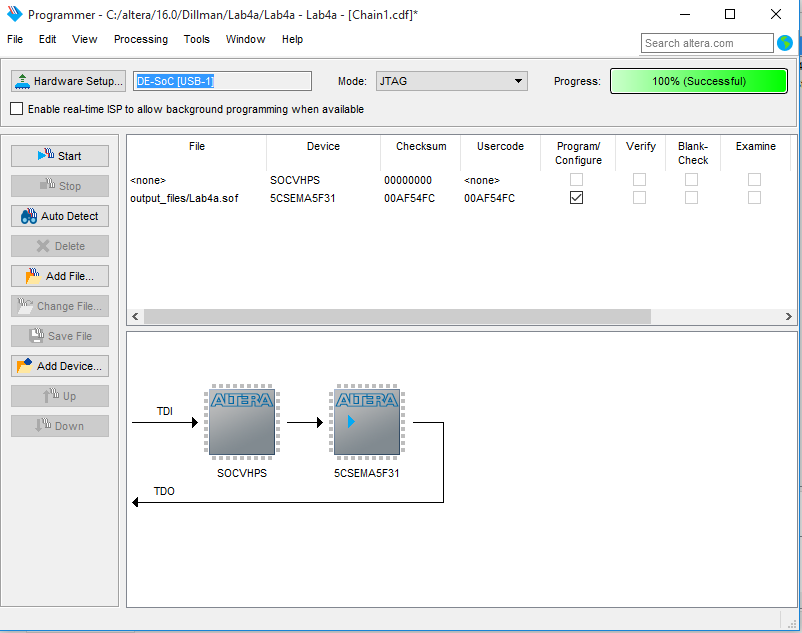 Programmer - C:/altera/16.0/Dillman/Lab4a/Lab4a - Lab4a - [Chain1.cdf]*
File Edit View Processing Tools Window Help
Search altera.com
Hardware Setup... DE-SoC [USB-1] Mode: JTAG Progress: 100% (Successful)
Enable real-time ISP to allow background programming when available
Start
Stop
Auto Detect
Delete
Add File...
Change File...
Save File
Add Device...
Up
Down
File Device Checksum Usercode Program/ Verify Blank- Examine
Configure Check
<none> SOCVHPS 00000000 <none>
output_files/Lab4a.sof 5CSEMA5F31 00AF54FC 00AF54FC
ALTERA ALTERA
TDI
SOCVHPS 5CSEMA5F31
TDO